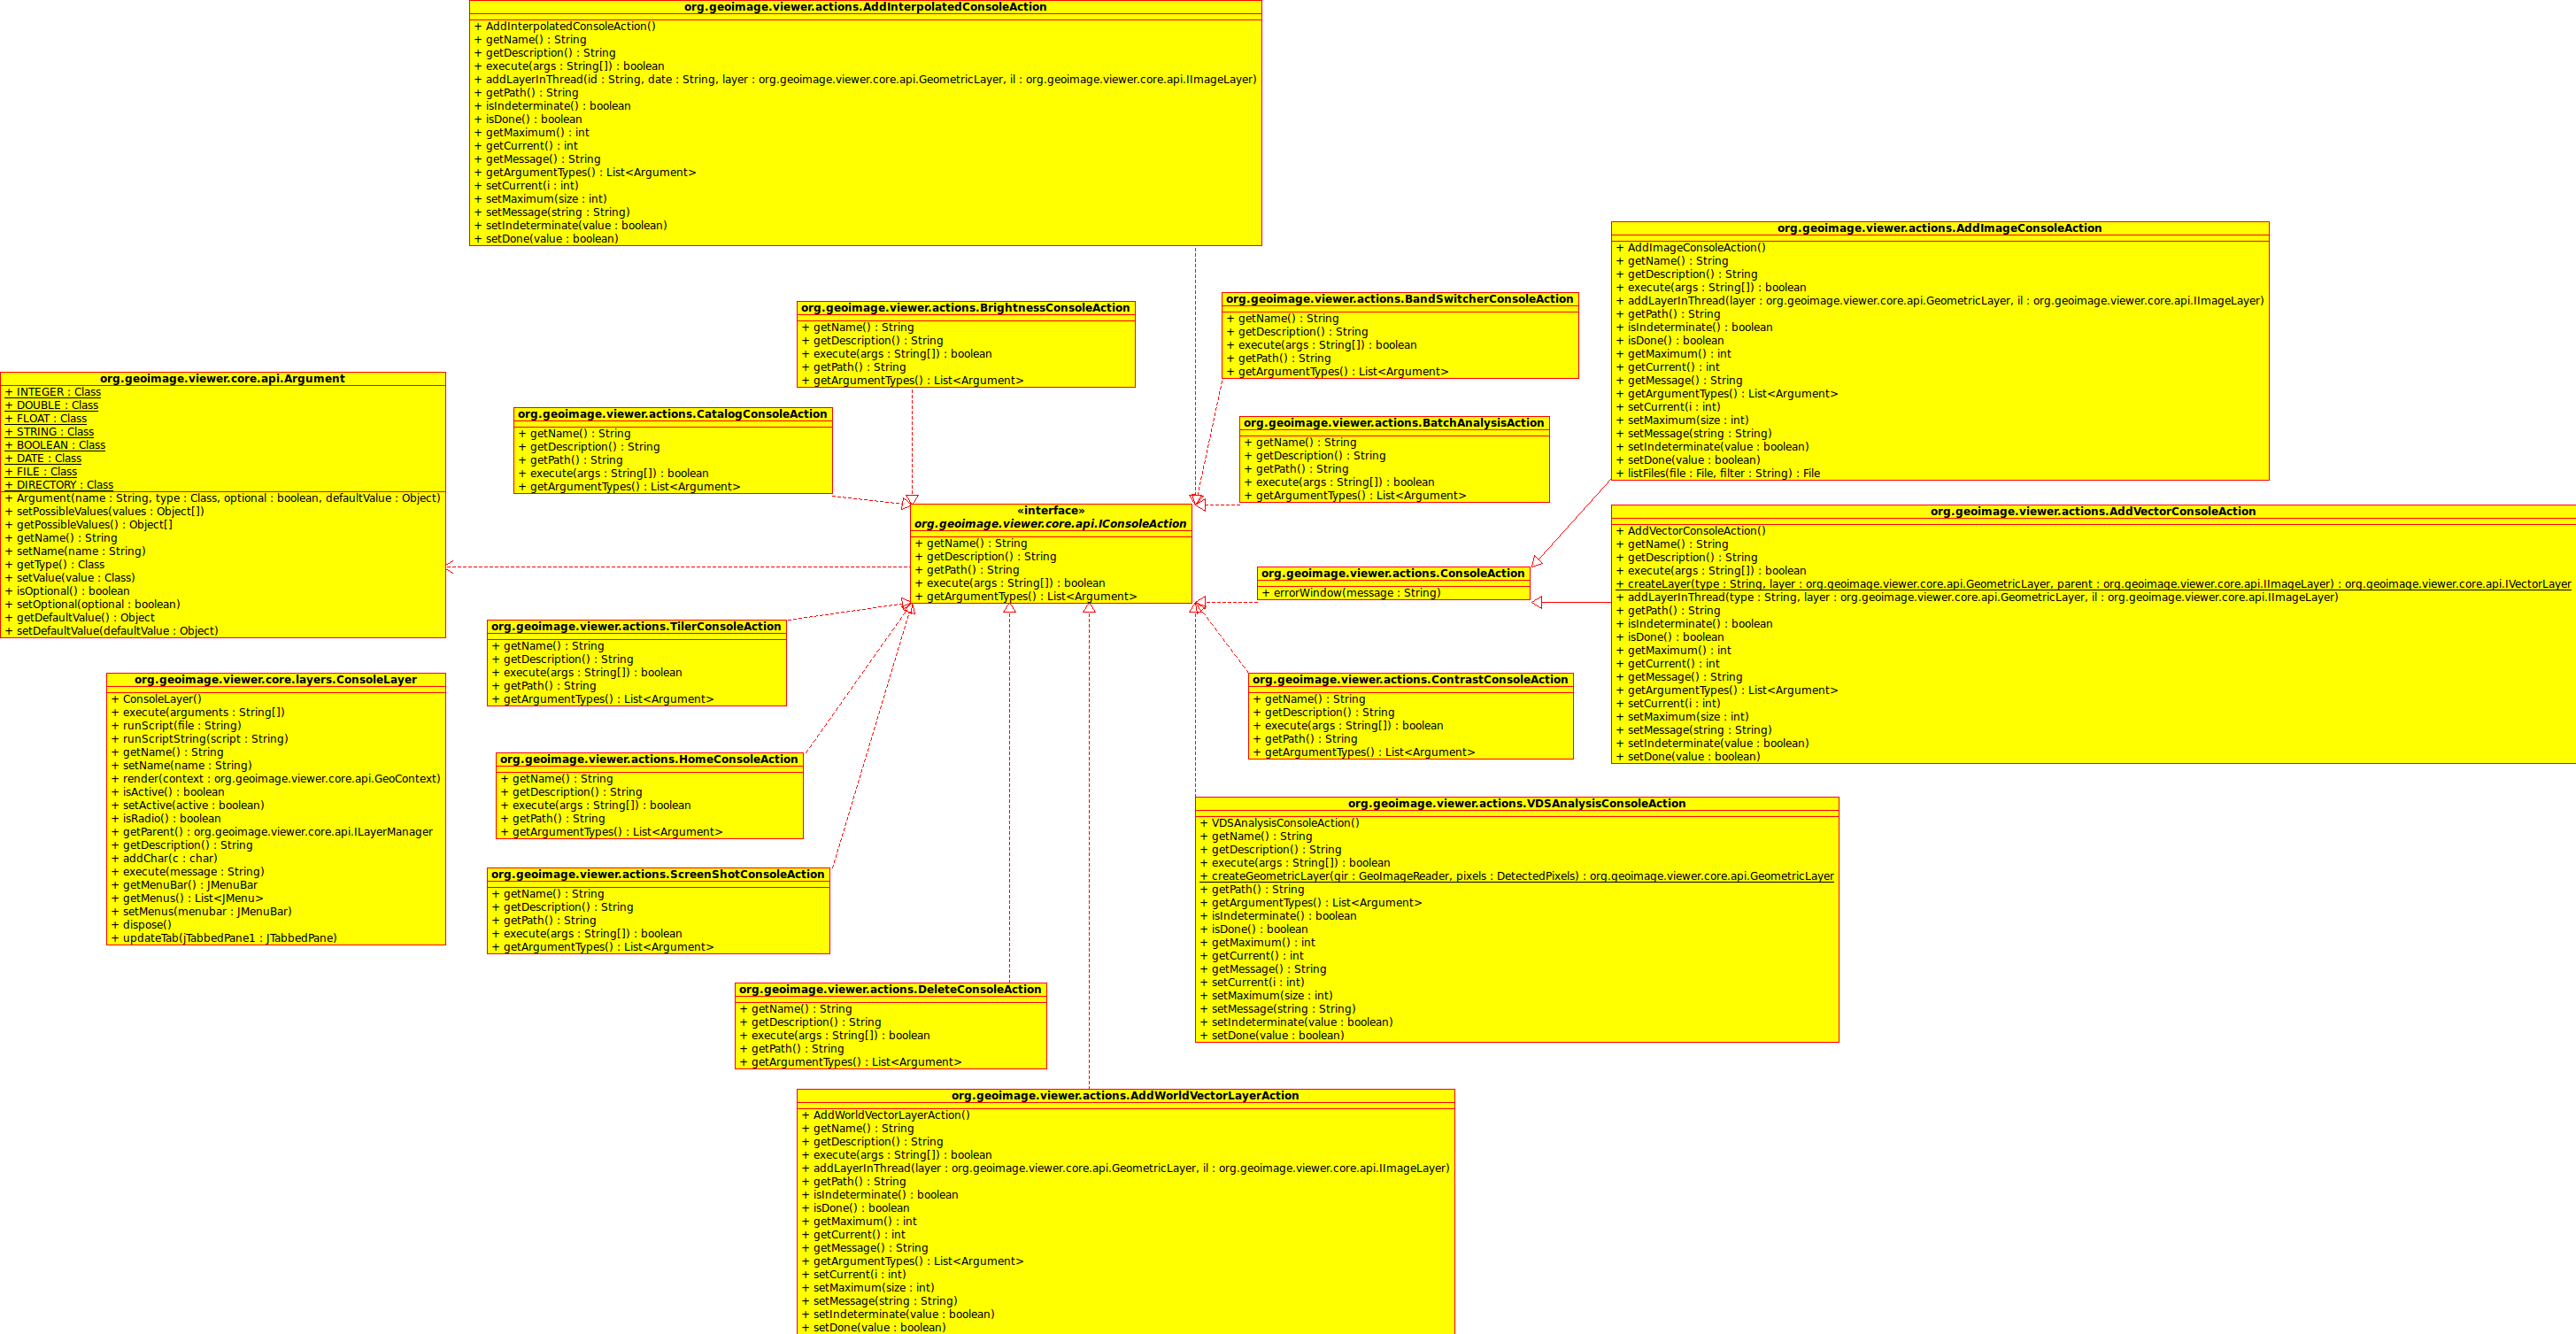 org.geoimage.viewer.actions.AddInterpolatedConsoleAction
+ AddInterpolatedConsoleAction()
+ getName() : String
+ getDescription() : String
+ execute(args : String[]) : boolean
+ addLayerInThread(id : String, date : String, layer : org.geoimage.viewer.core.api.GeometricLayer, il : org.geoimage.viewer.core.api.IImageLayer)
+ getPath() : String
+ isIndeterminate() : boolean
+ isDone() : boolean
+ getMaximum() : int
+ getCurrent() : int
+ getMessage() : String
+ getArgumentTypes() : List<Argument>
+ setCurrent(i : int)
+ setMaximum(size : int)
+ setMessage(string : String)
+ setIndeterminate(value : boolean)
+ setDone(value : boolean)
org.geoimage.viewer.actions.AddImageConsoleAction
+ AddImageConsoleAction()
+ getName() : String
+ getDescription() : String
+ execute(args : String[]) : boolean
+ addLayerInThread(layer : org.geoimage.viewer.core.api.GeometricLayer, il : org.geoimage.viewer.core.api.IImageLayer)
+ getPath() : String
+ isIndeterminate() : boolean
+ isDone() : boolean
+ getMaximum() : int
+ getCurrent() : int
+ getMessage() : String
+ getArgumentTypes() : List<Argument>
+ setCurrent(i : int)
+ setMaximum(size : int)
+ setMessage(string : String)
+ setIndeterminate(value : boolean)
+ setDone(value : boolean)
+ listFiles(file : File, filter : String) : File
org.geoimage.viewer.actions.BrightnessConsoleAction
+ getName() : String
+ getDescription() : String
+ execute(args : String[]) : boolean
+ getPath() : String
+ getArgumentTypes() : List<Argument>
org.geoimage.viewer.actions.BandSwitcherConsoleAction
+ getName() : String
+ getDescription() : String
+ execute(args : String[]) : boolean
+ getPath() : String
+ getArgumentTypes() : List<Argument>
org.geoimage.viewer.core.api.Argument
+ INTEGER : Class
+ DOUBLE : Class
+ FLOAT : Class
+ STRING : Class
+ BOOLEAN : Class
+ DATE : Class
+ FILE : Class
+ DIRECTORY : Class
+ Argument(name : String, type : Class, optional : boolean, defaultValue : Object)
+ setPossibleValues(values : Object[])
+ getPossibleValues() : Object[]
+ getName() : String
+ setName(name : String)
+ getType() : Class
+ setValue(value : Class)
+ isOptional() : boolean
+ setOptional(optional : boolean)
+ getDefaultValue() : Object
+ setDefaultValue(defaultValue : Object)
org.geoimage.viewer.actions.CatalogConsoleAction
+ getName() : String
+ getDescription() : String
+ getPath() : String
+ execute(args : String[]) : boolean
+ getArgumentTypes() : List<Argument>
org.geoimage.viewer.actions.BatchAnalysisAction
+ getName() : String
+ getDescription() : String
+ getPath() : String
+ execute(args : String[]) : boolean
+ getArgumentTypes() : List<Argument>
«interface»
org.geoimage.viewer.core.api.IConsoleAction
+ getName() : String
+ getDescription() : String
+ getPath() : String
+ execute(args : String[]) : boolean
+ getArgumentTypes() : List<Argument>
org.geoimage.viewer.actions.AddVectorConsoleAction
+ AddVectorConsoleAction()
+ getName() : String
+ getDescription() : String
+ execute(args : String[]) : boolean
+ createLayer(type : String, layer : org.geoimage.viewer.core.api.GeometricLayer, parent : org.geoimage.viewer.core.api.IImageLayer) : org.geoimage.viewer.core.api.IVectorLayer
+ addLayerInThread(type : String, layer : org.geoimage.viewer.core.api.GeometricLayer, il : org.geoimage.viewer.core.api.IImageLayer)
+ getPath() : String
+ isIndeterminate() : boolean
+ isDone() : boolean
+ getMaximum() : int
+ getCurrent() : int
+ getMessage() : String
+ getArgumentTypes() : List<Argument>
+ setCurrent(i : int)
+ setMaximum(size : int)
+ setMessage(string : String)
+ setIndeterminate(value : boolean)
+ setDone(value : boolean)
org.geoimage.viewer.actions.ConsoleAction
+ errorWindow(message : String)
org.geoimage.viewer.actions.TilerConsoleAction
+ getName() : String
+ getDescription() : String
+ execute(args : String[]) : boolean
+ getPath() : String
+ getArgumentTypes() : List<Argument>
org.geoimage.viewer.core.layers.ConsoleLayer
+ ConsoleLayer()
+ execute(arguments : String[])
+ runScript(file : String)
+ runScriptString(script : String)
+ getName() : String
+ setName(name : String)
+ render(context : org.geoimage.viewer.core.api.GeoContext)
+ isActive() : boolean
+ setActive(active : boolean)
+ isRadio() : boolean
+ getParent() : org.geoimage.viewer.core.api.ILayerManager
+ getDescription() : String
+ addChar(c : char)
+ execute(message : String)
+ getMenuBar() : JMenuBar
+ getMenus() : List<JMenu>
+ setMenus(menubar : JMenuBar)
+ dispose()
+ updateTab(jTabbedPane1 : JTabbedPane)
org.geoimage.viewer.actions.ContrastConsoleAction
+ getName() : String
+ getDescription() : String
+ execute(args : String[]) : boolean
+ getPath() : String
+ getArgumentTypes() : List<Argument>
org.geoimage.viewer.actions.HomeConsoleAction
+ getName() : String
+ getDescription() : String
+ execute(args : String[]) : boolean
+ getPath() : String
+ getArgumentTypes() : List<Argument>
org.geoimage.viewer.actions.VDSAnalysisConsoleAction
+ VDSAnalysisConsoleAction()
+ getName() : String
+ getDescription() : String
+ execute(args : String[]) : boolean
+ createGeometricLayer(gir : GeoImageReader, pixels : DetectedPixels) : org.geoimage.viewer.core.api.GeometricLayer
+ getPath() : String
+ getArgumentTypes() : List<Argument>
+ isIndeterminate() : boolean
+ isDone() : boolean
+ getMaximum() : int
+ getCurrent() : int
+ getMessage() : String
+ setCurrent(i : int)
+ setMaximum(size : int)
+ setMessage(string : String)
+ setIndeterminate(value : boolean)
+ setDone(value : boolean)
org.geoimage.viewer.actions.ScreenShotConsoleAction
+ getName() : String
+ getDescription() : String
+ getPath() : String
+ execute(args : String[]) : boolean
+ getArgumentTypes() : List<Argument>
org.geoimage.viewer.actions.DeleteConsoleAction
+ getName() : String
+ getDescription() : String
+ execute(args : String[]) : boolean
+ getPath() : String
+ getArgumentTypes() : List<Argument>
org.geoimage.viewer.actions.AddWorldVectorLayerAction
+ AddWorldVectorLayerAction()
+ getName() : String
+ getDescription() : String
+ execute(args : String[]) : boolean
+ addLayerInThread(layer : org.geoimage.viewer.core.api.GeometricLayer, il : org.geoimage.viewer.core.api.IImageLayer)
+ getPath() : String
+ isIndeterminate() : boolean
+ isDone() : boolean
+ getMaximum() : int
+ getCurrent() : int
+ getMessage() : String
+ getArgumentTypes() : List<Argument>
+ setCurrent(i : int)
+ setMaximum(size : int)
+ setMessage(string : String)
+ setIndeterminate(value : boolean)
+ setDone(value : boolean)